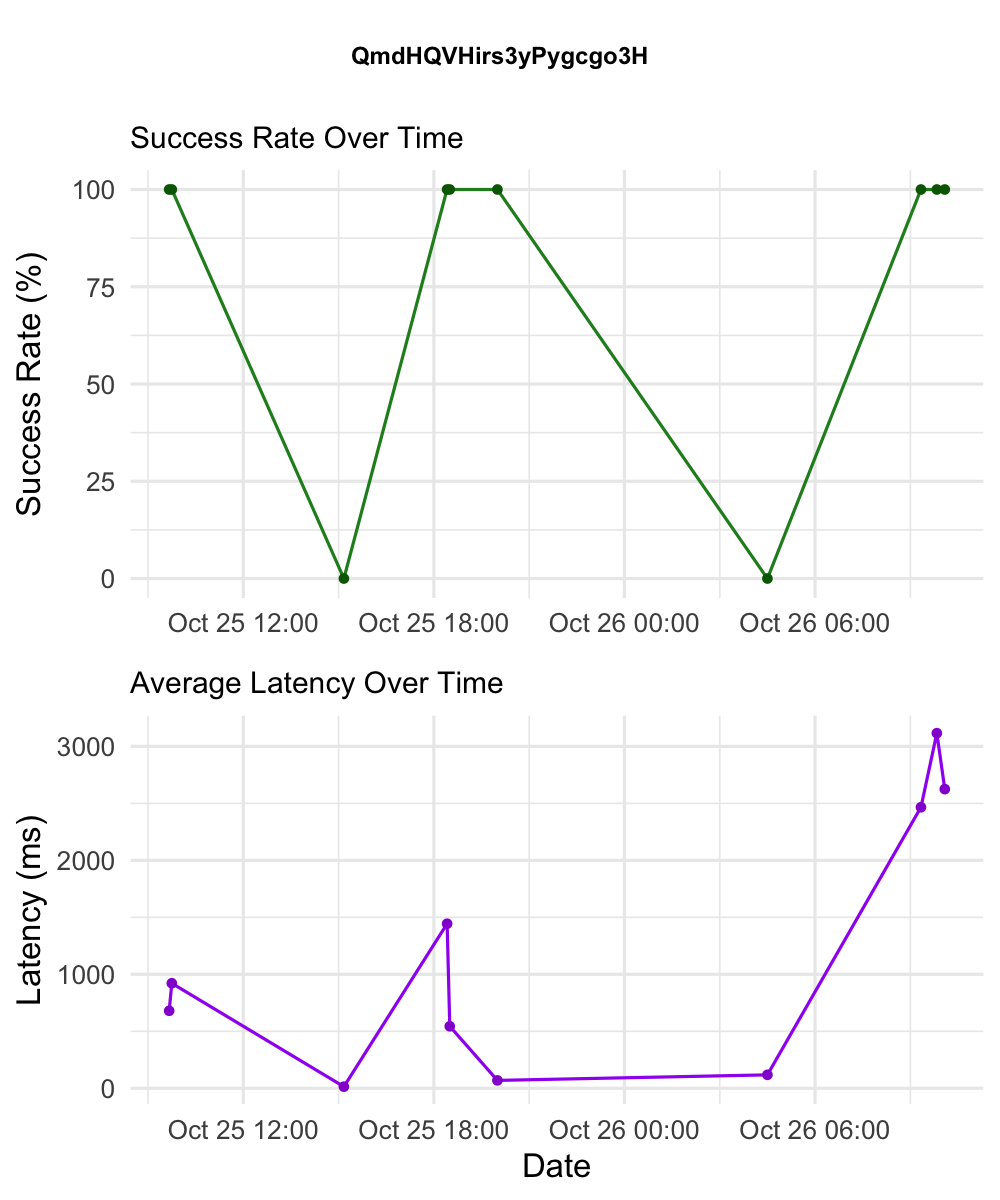 QmdHQVHirs3yPygcgo3H
Success Rate Over Time
Success Rate (%)
100
75
50
25
0
Oct 25 12:00 Oct 25 18:00 Oct 26 00:00 Oct 26 06:00
Average Latency Over Time
Latency (ms)
3000
2000
1000
0
Oct 25 12:00 Oct 25 18:00 Oct 26 00:00 Oct 26 06:00
Date